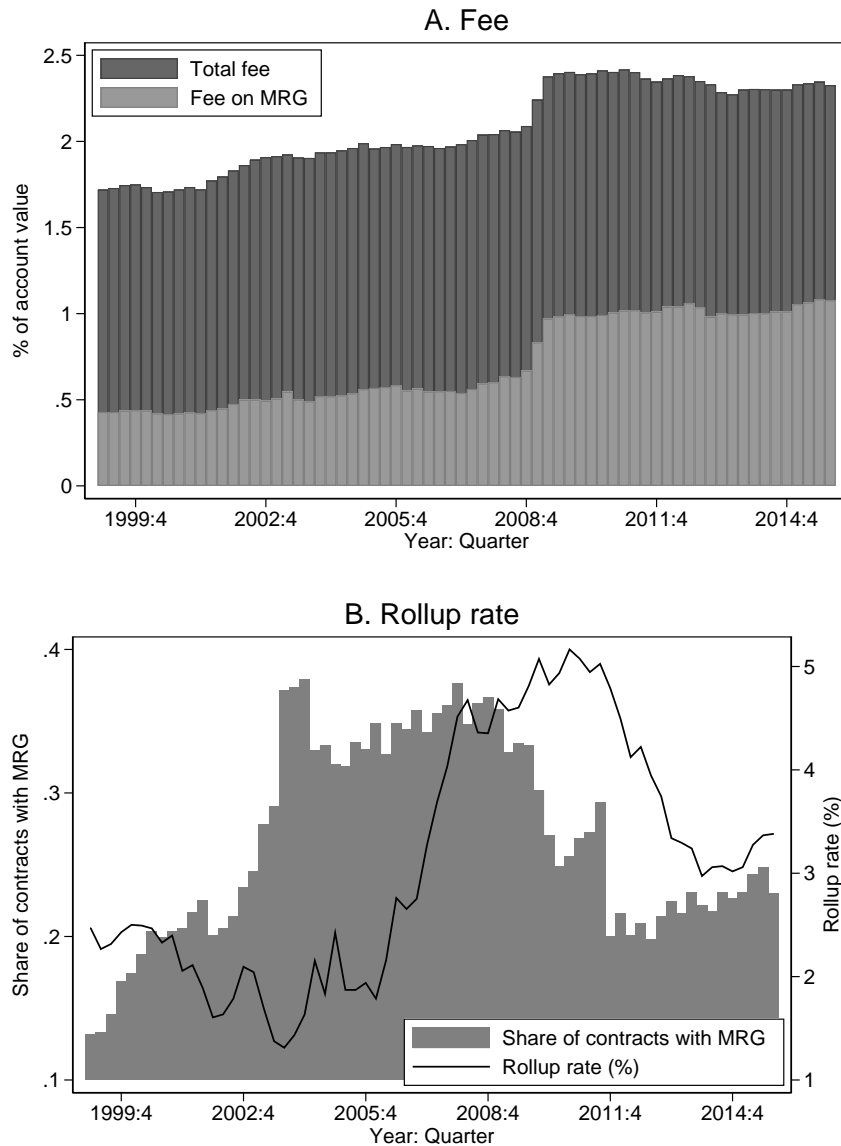 A. Fee
Total fee
Fee on MRG
% of account value
2.5
2
1.5
1
.5
0
1999:4 2002:4 2005:4 2008:4 2011:4 2014:4
Year: Quarter
B. Rollup rate
Share of contracts with MRG
.4
.3
.2
.1
Rollup rate (%)
5
4
3
2
1
Share of contracts with MRG
Rollup rate (%)
1999:4 2002:4 2005:4 2008:4 2011:4 2014:4
Year: Quarter